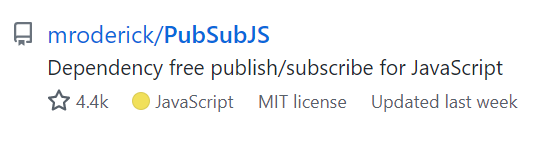 mroderick/PubSubJS
Dependency free publish/subscribe for JavaScript
4.4k JavaScript MIT license Updated last week